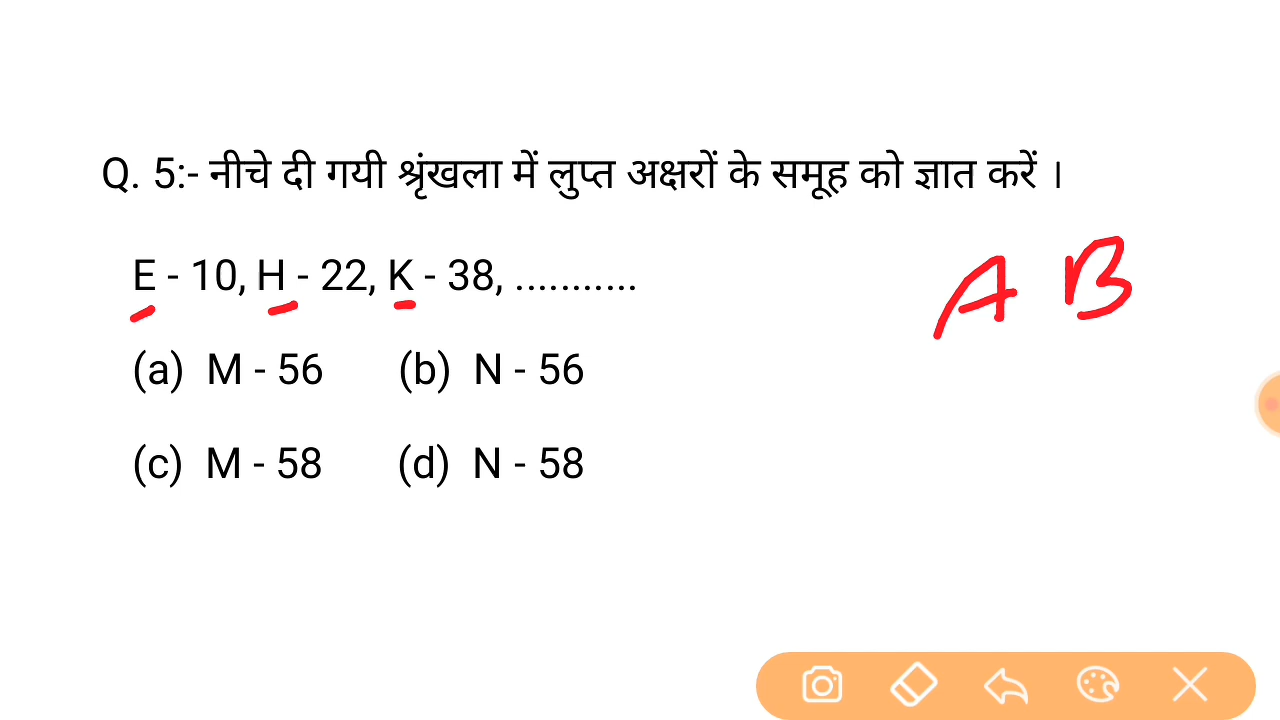 Q. 5:- नीचे दी गयी श्रृंखला में लुप्त अक्षरों के समूह को ज्ञात करें ।
E - 10, H - 22, K - 38, ...........
A B
(a) M - 56 (b) N - 56
(c) M - 58 (d) N - 58